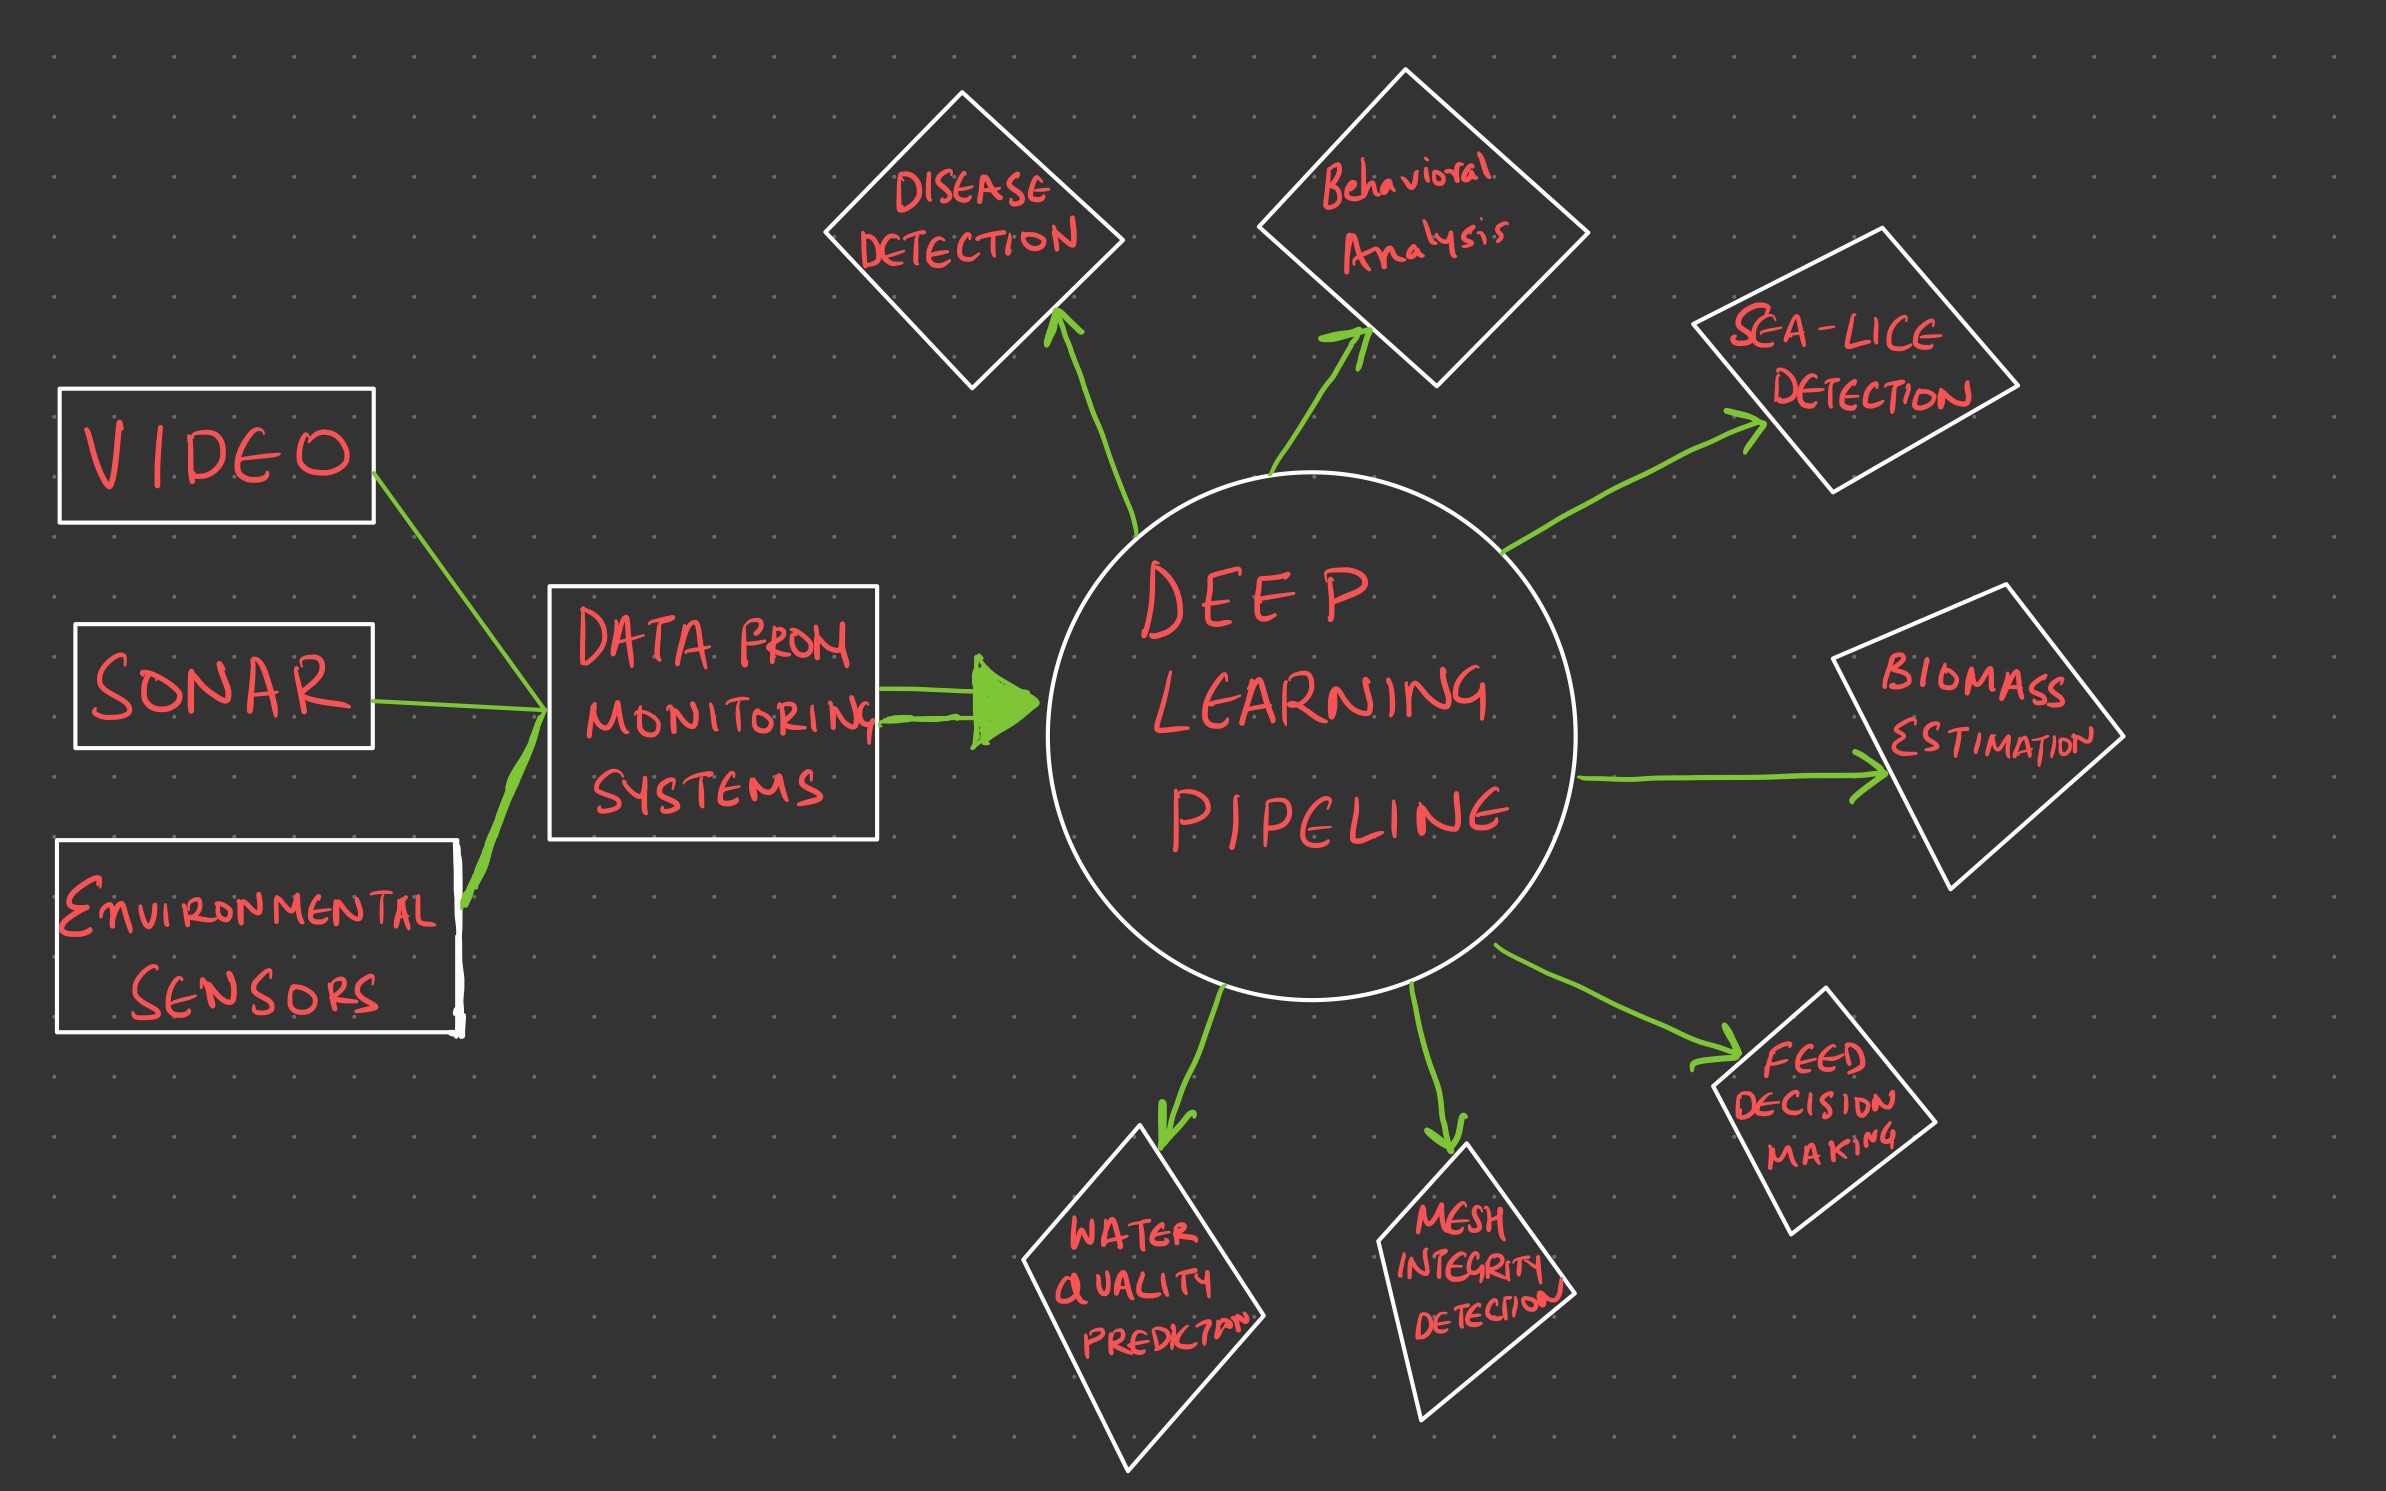 VIDEO
SONAR
ENVIRONMENTAL
SENSORS
DATA FROM
MONITORING
SYSTEMS
DEEP
LEARNING
PIPELINE
DISEASE
DETECTION
Behavioral
Analysis
SEA-LICE
DETECTION
BIOMASS
ESTIMATION
FEED
DECISION
MAKING
MESH
INTEGRITY
DETECTION
WATER
QUALITY
PREDICTION